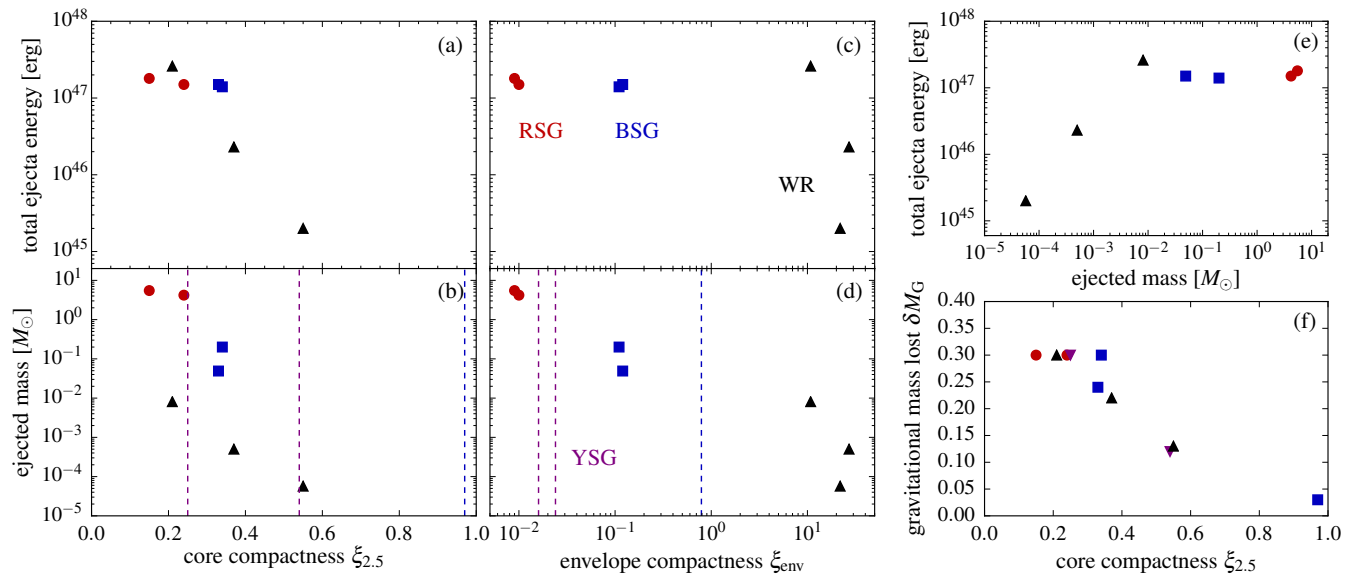 total ejecta energy [erg]
10^48
10^47
10^46
10^45
(a)
ejected mass [M_⊙]
10^1
10^0
10^-1
10^-2
10^-3
10^-4
10^-5
(b)
0.0 0.2 0.4 0.6 0.8 1.0
core compactness ξ_2.5
(c)
RSG BSG
WR
(d)
YSG
10^-2 10^-1 10^0 10^1
envelope compactness ξ_env
total ejecta energy [erg]
10^48
10^47
10^46
10^45
(e)
10^-5 10^-4 10^-3 10^-2 10^-1 10^0 10^1
ejected mass [M_⊙]
gravitational mass lost δM_G
0.40
0.35
0.30
0.25
0.20
0.15
0.10
0.05
0.00
(f)
0.0 0.2 0.4 0.6 0.8 1.0
core compactness ξ_2.5